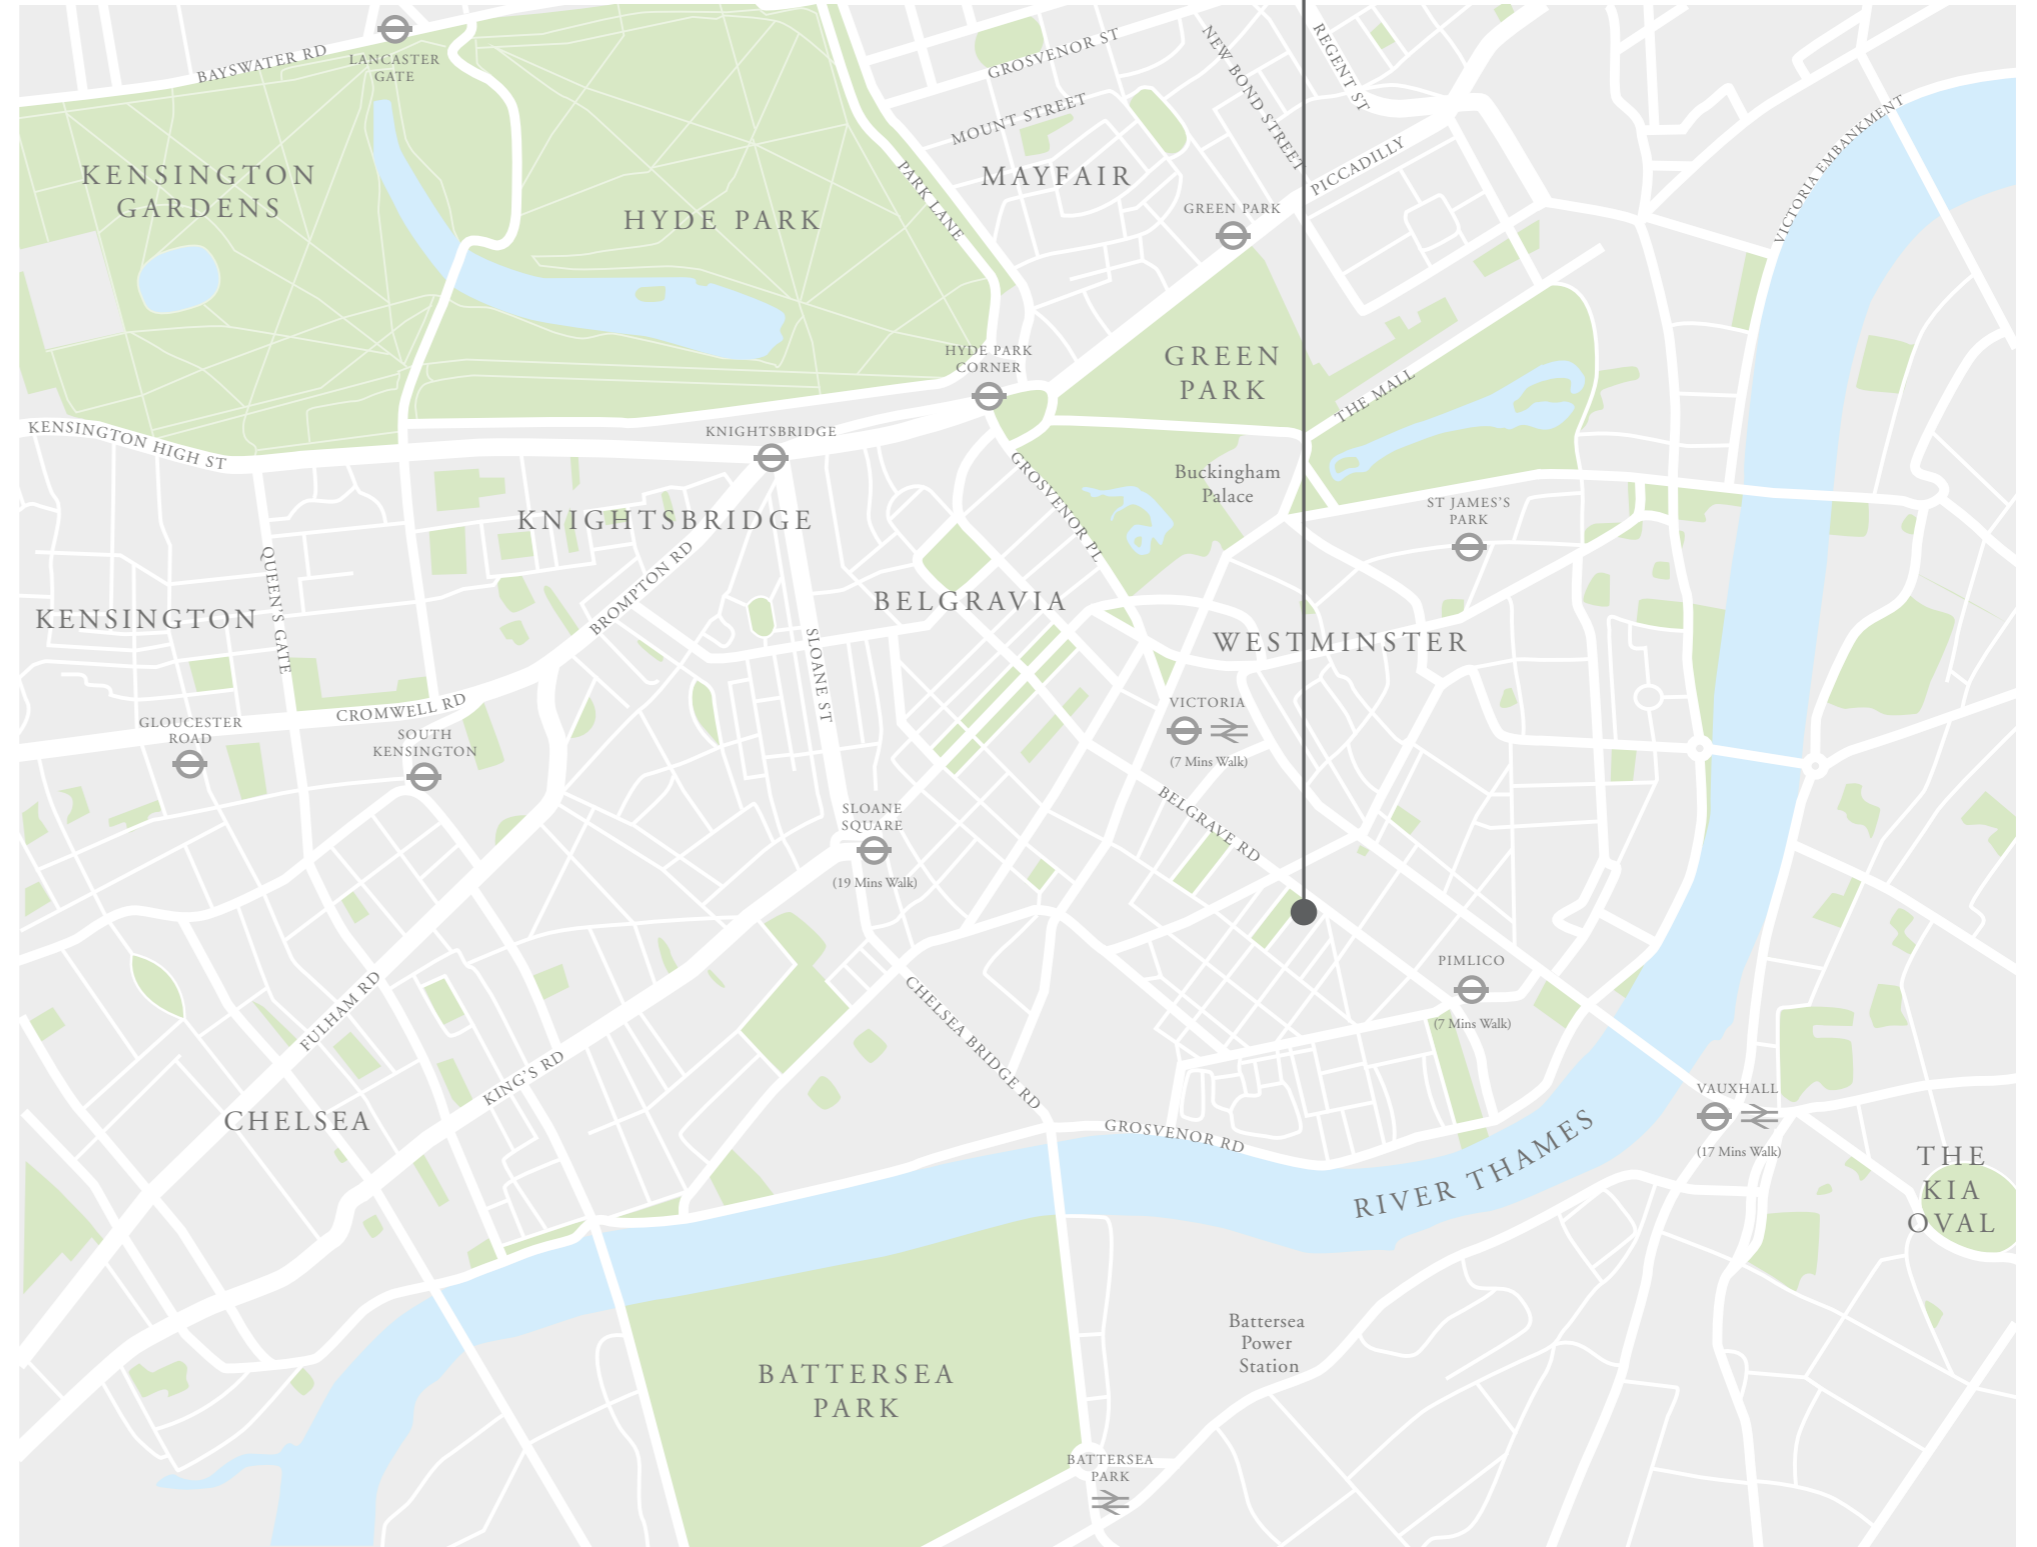 BAYSWATER RD
LANCASTER
GATE
GROSVENOR ST
NEW BOND STREET
REGENT ST
MOUNT STREET
VICTORIA EMBANKMENT
KENSINGTON
GARDENS
HYDE PARK
PARK LANE
MAYFAIR
PICCADILLY
GREEN PARK
HYDE PARK
CORNER
GREEN
PARK
THE MALL
KENSINGTON HIGH ST
KNIGHTSBRIDGE
GROSVENOR PL
Buckingham
Palace
ST JAMES'S
PARK
KNIGHTSBRIDGE
QUEEN'S GATE
BROMPTON RD
KENSINGTON
BELGRAVIA
SLOANE ST
WESTMINSTER
CROMWELL RD
GLOUCESTER
ROAD
SOUTH
KENSINGTON
VICTORIA
(7 Mins Walk)
BELGRAVE RD
SLOANE
SQUARE
(19 Mins Walk)
PIMLICO
(7 Mins Walk)
FULHAM RD
CHELSEA BRIDGE RD
KING'S RD
CHELSEA
GROSVENOR RD
VAUXHALL
(17 Mins Walk)
RIVER THAMES
THE
KIA
OVAL
Battersea
Power
Station
BATTERSEA
PARK
BATTERSEA
PARK